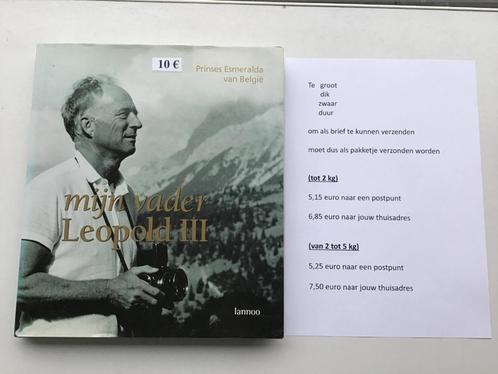 10 €
Prinses Esmeralda
van België
mijn vader
Leopold III
lannoo
Te groot
dik
zwaar
duur
om als brief te kunnen verzenden
moet dus als pakketje verzonden worden
(tot 2 kg)
5,15 euro naar een postpunt
6,85 euro naar jouw thuisadres
(van 2 tot 5 kg)
5,25 euro naar een postpunt
7,50 euro naar jouw thuisadres